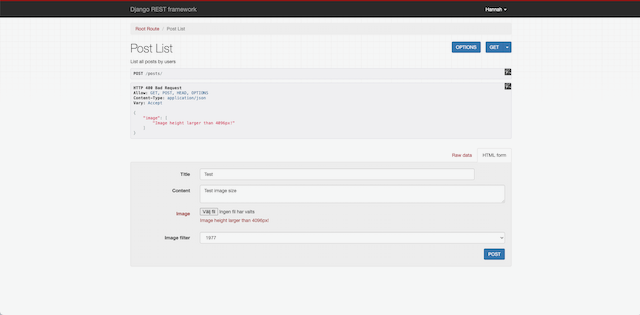 Django REST framework
Hannah
Root Route / Post List
Post List
OPTIONS
GET
List all posts by users
POST /posts/
HTTP 400 Bad Request
Allow: GET, POST, HEAD, OPTIONS
Content-Type: application/json
Vary: Accept
{
"image": [
"Image height larger than 4096px!"
]
}
Raw data
HTML form
Title
Test
Content
Test image size
Image
Välj fil Ingen fil har valts
Image height larger than 4096px!
Image filter
1977
POST